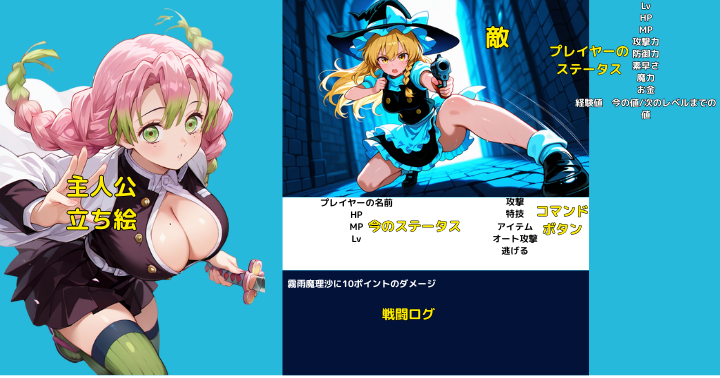 主人公
立ち絵
敵
プレイヤーの名前
HP
MP
Lv
今のステータス
攻撃
特技
アイテム
オート攻撃
逃げる
コマンド
ボタン
霧雨魔理沙に10ポイントのダメージ
戦闘ログ
プレイヤーの
ステータス
Lv
HP
MP
攻撃力
防御力
素早さ
魔力
お金
経験値 今の値/次のレベルまでの
値